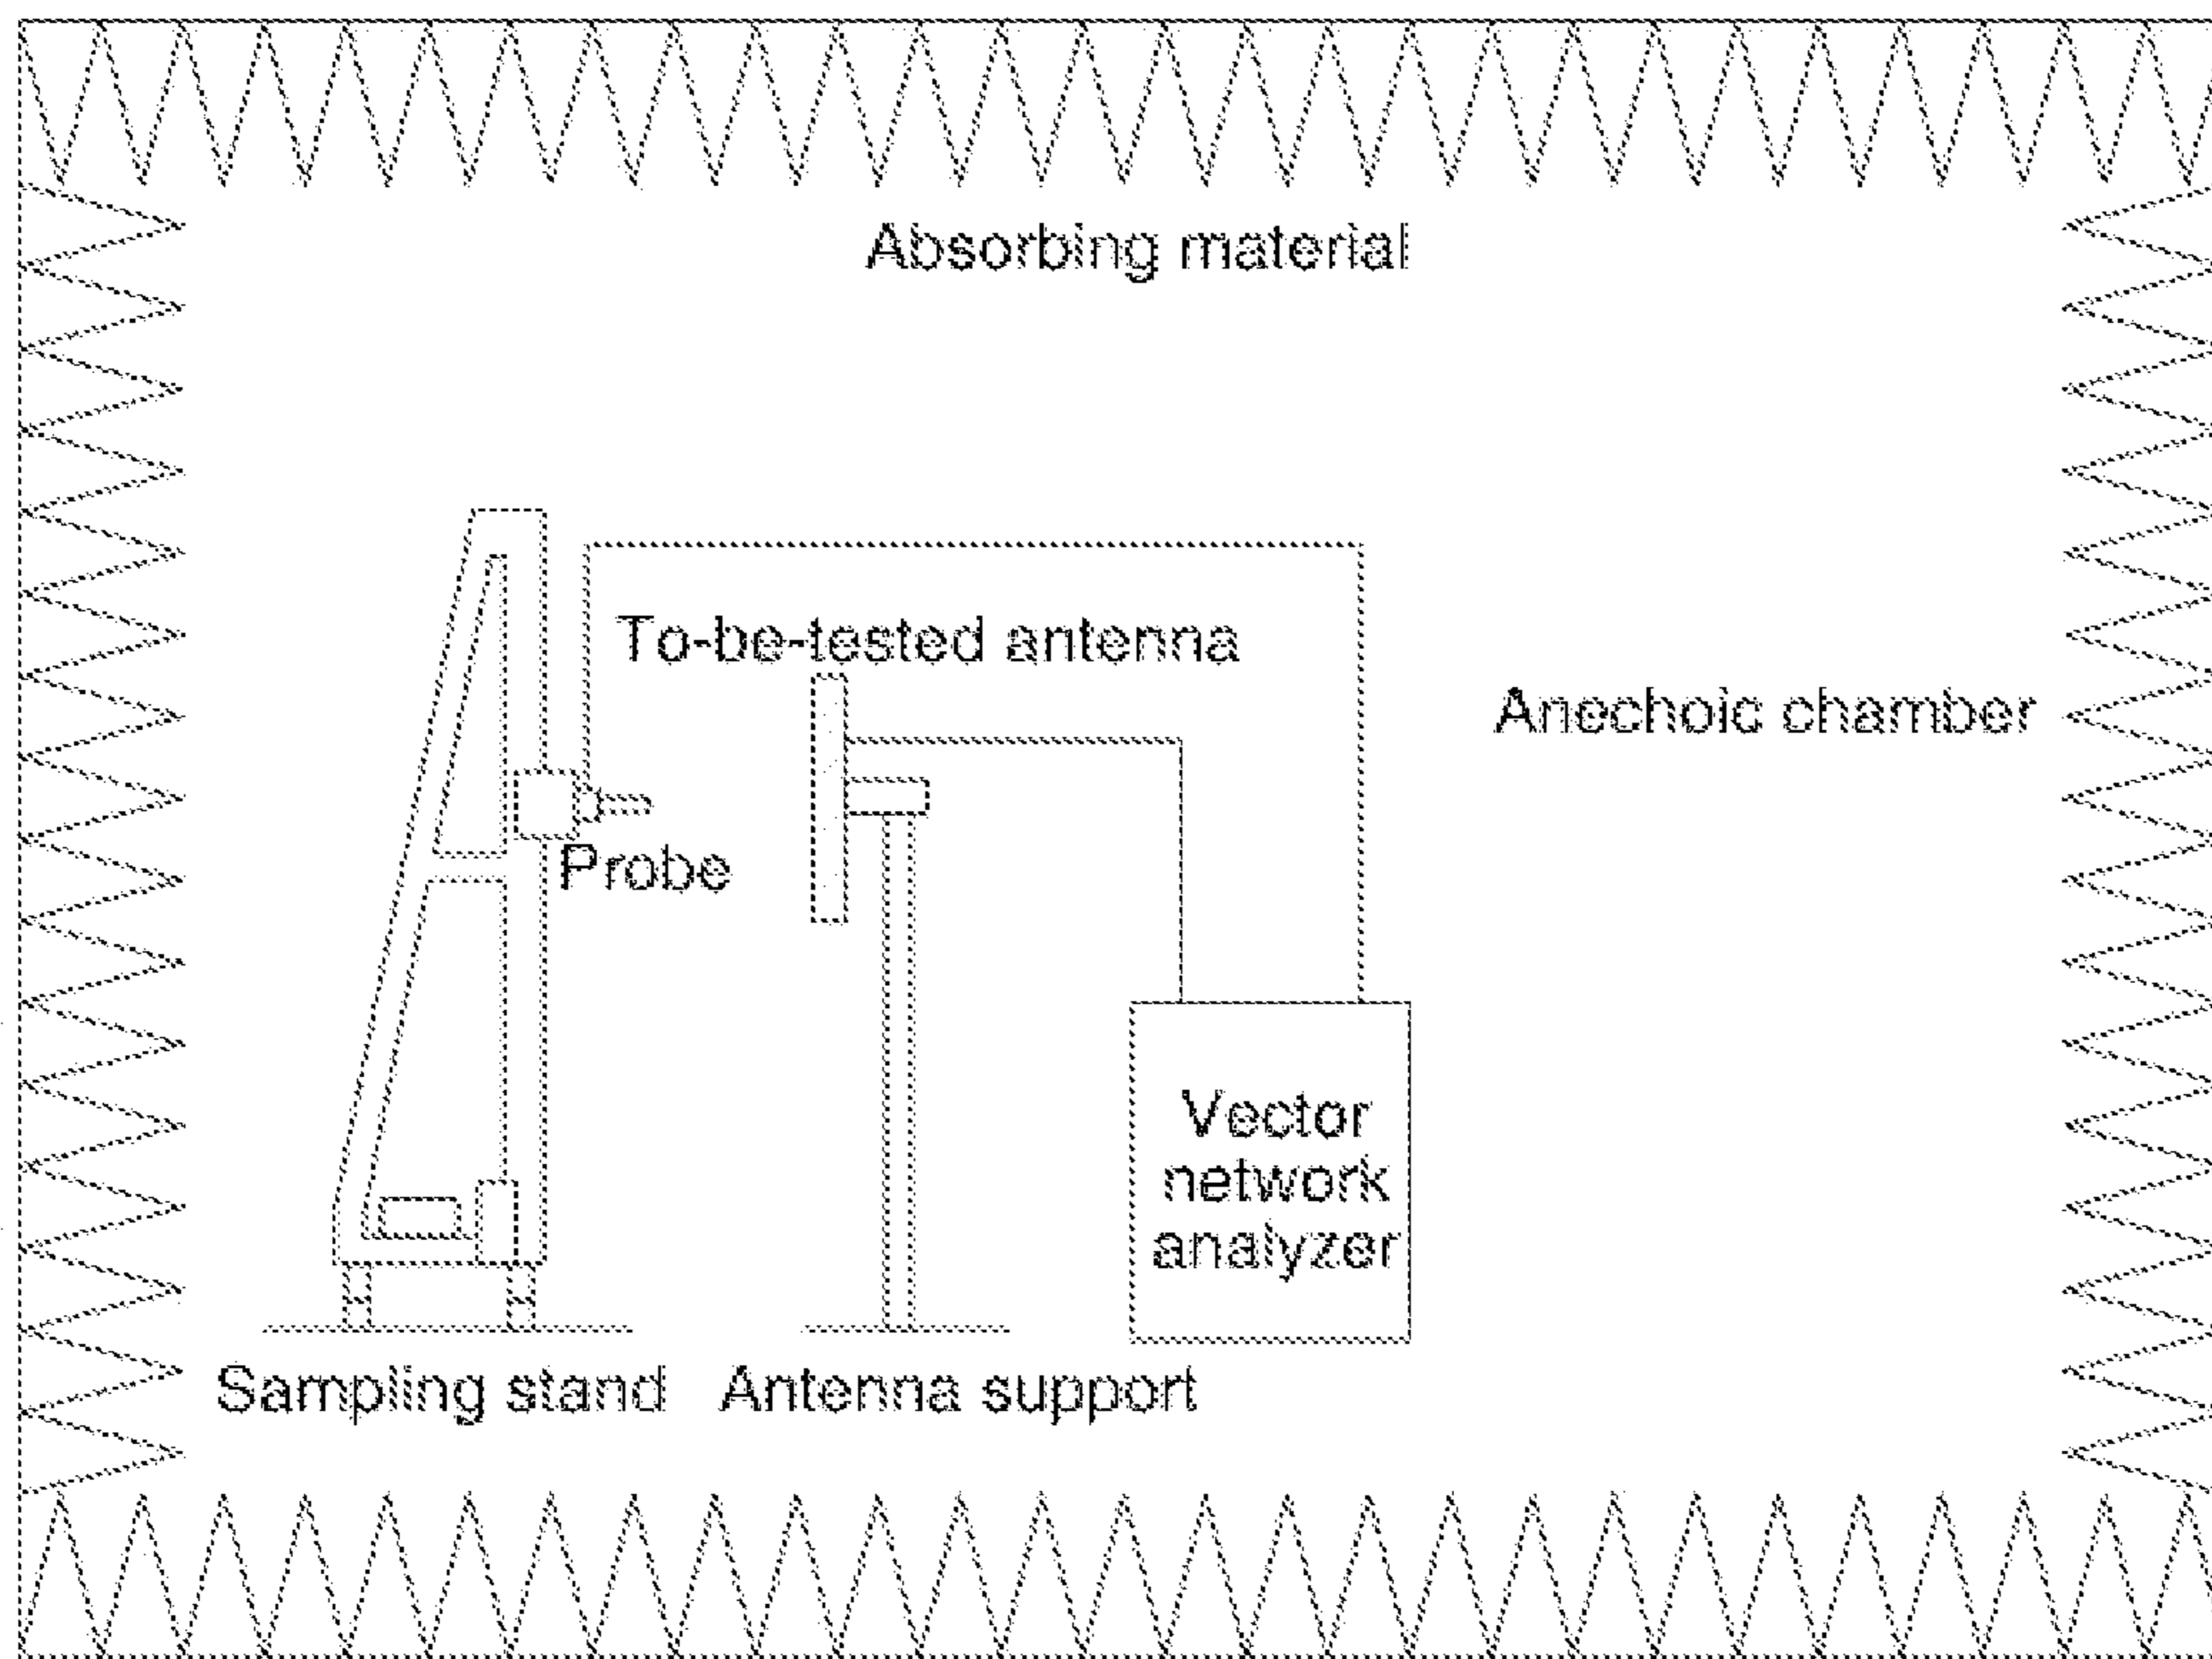 Absorbing material
To-be-tested antenna
Anechoic chamber
Probe
Vector
network
analyzer
Sampling stand
Antenna support